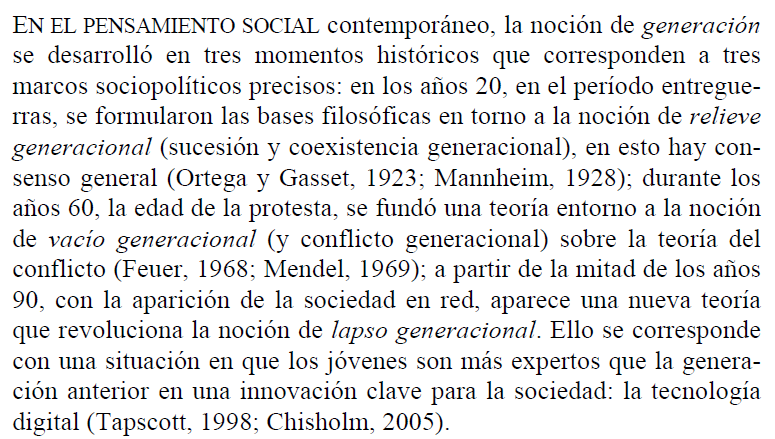 EN EL PENSAMIENTO SOCIAL contemporáneo, la noción de generación
se desarrolló en tres momentos históricos que corresponden a tres
marcos sociopolíticos precisos: en los años 20, en el período entregue-
rras, se formularon las bases filosóficas en torno a la noción de relieve
generacional (sucesión y coexistencia generacional), en esto hay con-
senso general (Ortega y Gasset, 1923; Mannheim, 1928); durante los
años 60, la edad de la protesta, se fundó una teoría entorno a la noción
de vacío generacional (y conflicto generacional) sobre la teoría del
conflicto (Feuer, 1968; Mendel, 1969); a partir de la mitad de los años
90, con la aparición de la sociedad en red, aparece una nueva teoría
que revoluciona la noción de lapso generacional. Ello se corresponde
con una situación en que los jóvenes son más expertos que la genera-
ción anterior en una innovación clave para la sociedad: la tecnología
digital (Tapscott, 1998; Chisholm, 2005).